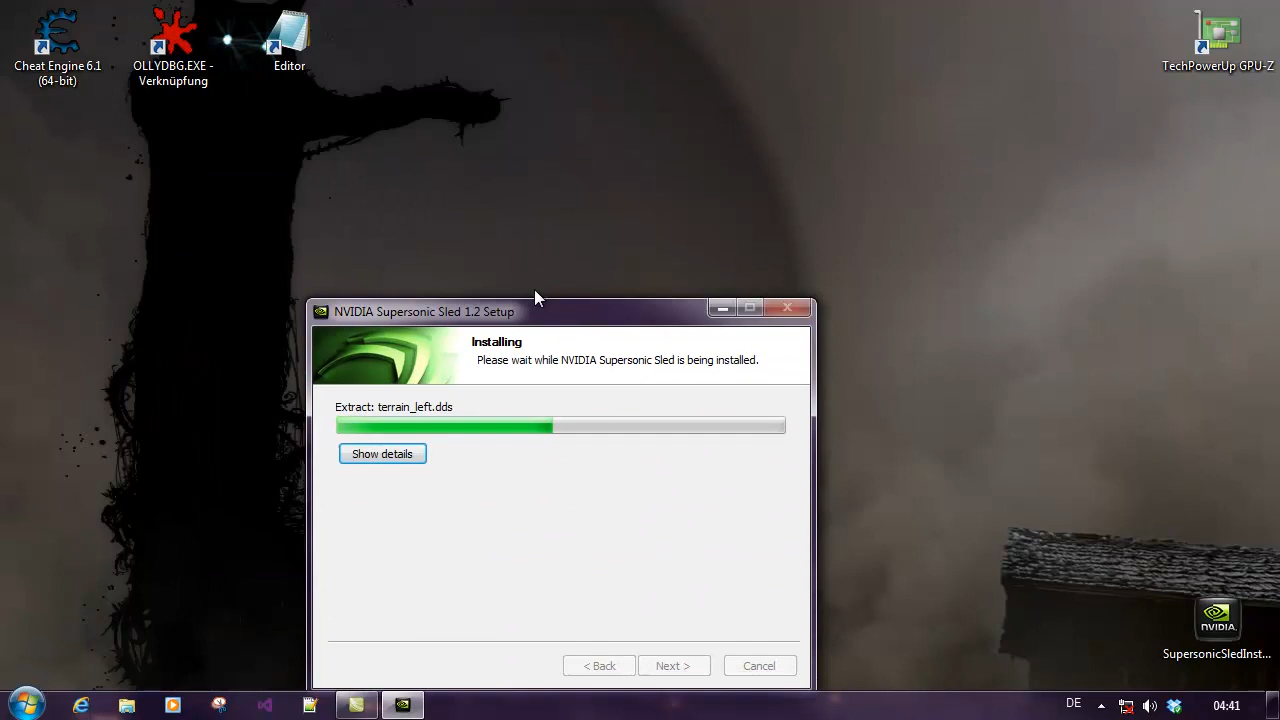 Cheat Engine 6.1
(64-bit)
OLLYDBG.EXE -
Verknüpfung
Editor
TechPowerUp GPU-Z
NVIDIA Supersonic Sled 1.2 Setup
Installing
Please wait while NVIDIA Supersonic Sled is being installed.
Extract: terrain_left.dds
Show details
< Back
Next >
Cancel
NVIDIA.
SupersonicSledInst...
DE
04:41